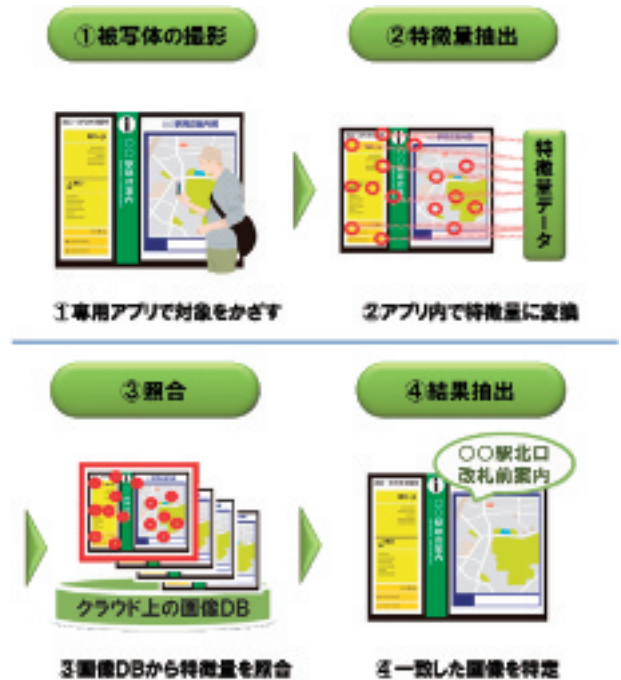 ①被写体の撮影
②特徴量抽出
特徴量データ
①専用アプリで対象をかざす
②アプリ内で特徴量に変換
③照合
④結果抽出
○○駅北口
改札前案内
クラウド上の画像DB
③画像DBから特徴量を照合
④一致した画像を特定